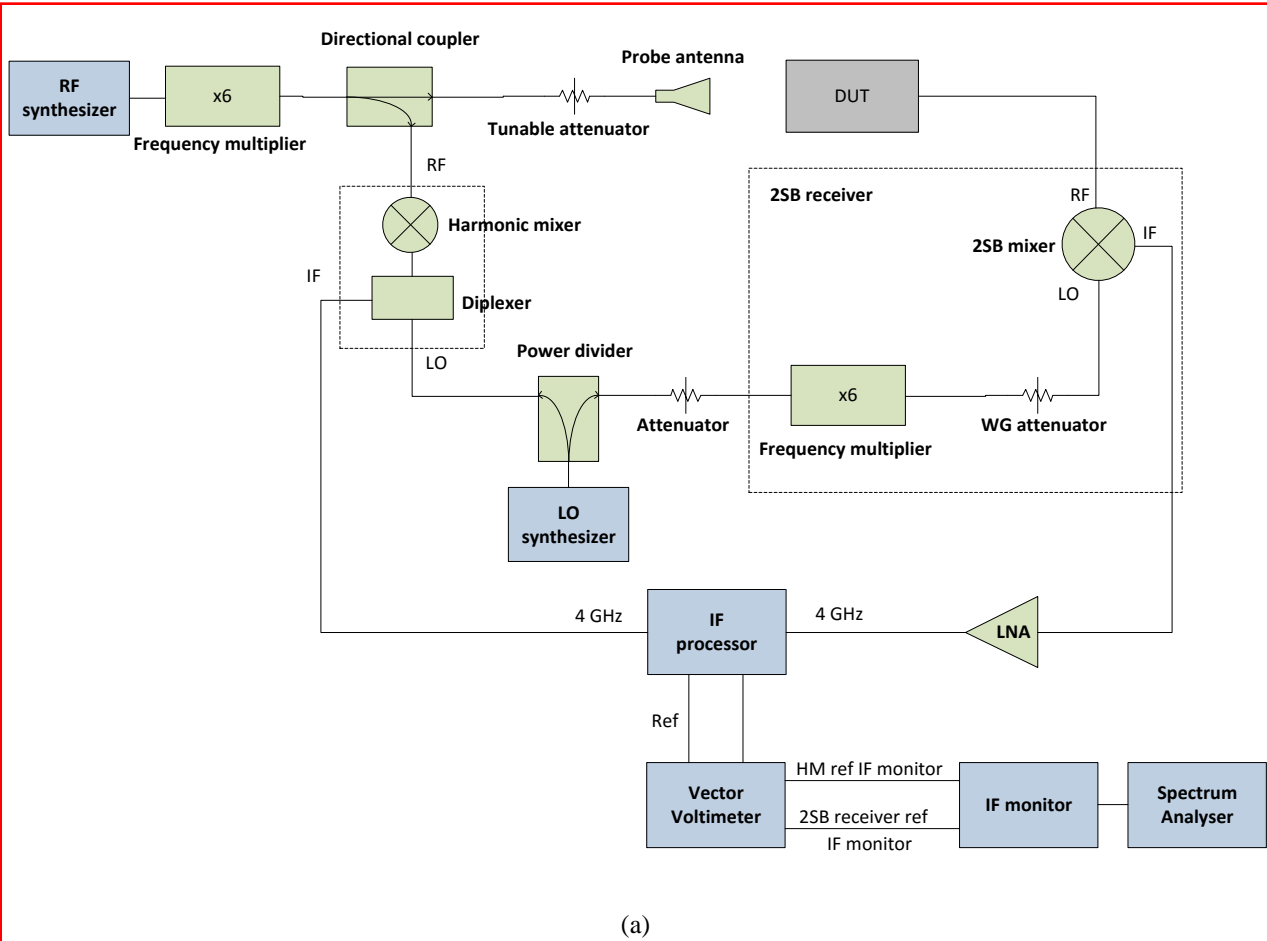 Directional coupler
Probe antenna
RF
synthesizer
x6
DUT
Tunable attenuator
Frequency multiplier
RF
2SB receiver
RF
Harmonic mixer
2SB mixer
IF
IF
LO
Diplexer
Power divider
LO
x6
Attenuator
WG attenuator
Frequency multiplier
LO
synthesizer
4 GHz
IF
processor
4 GHz
LNA
Ref
HM ref IF monitor
Vector
Voltimeter
IF monitor
Spectrum
Analyser
2SB receiver ref
IF monitor
(a)